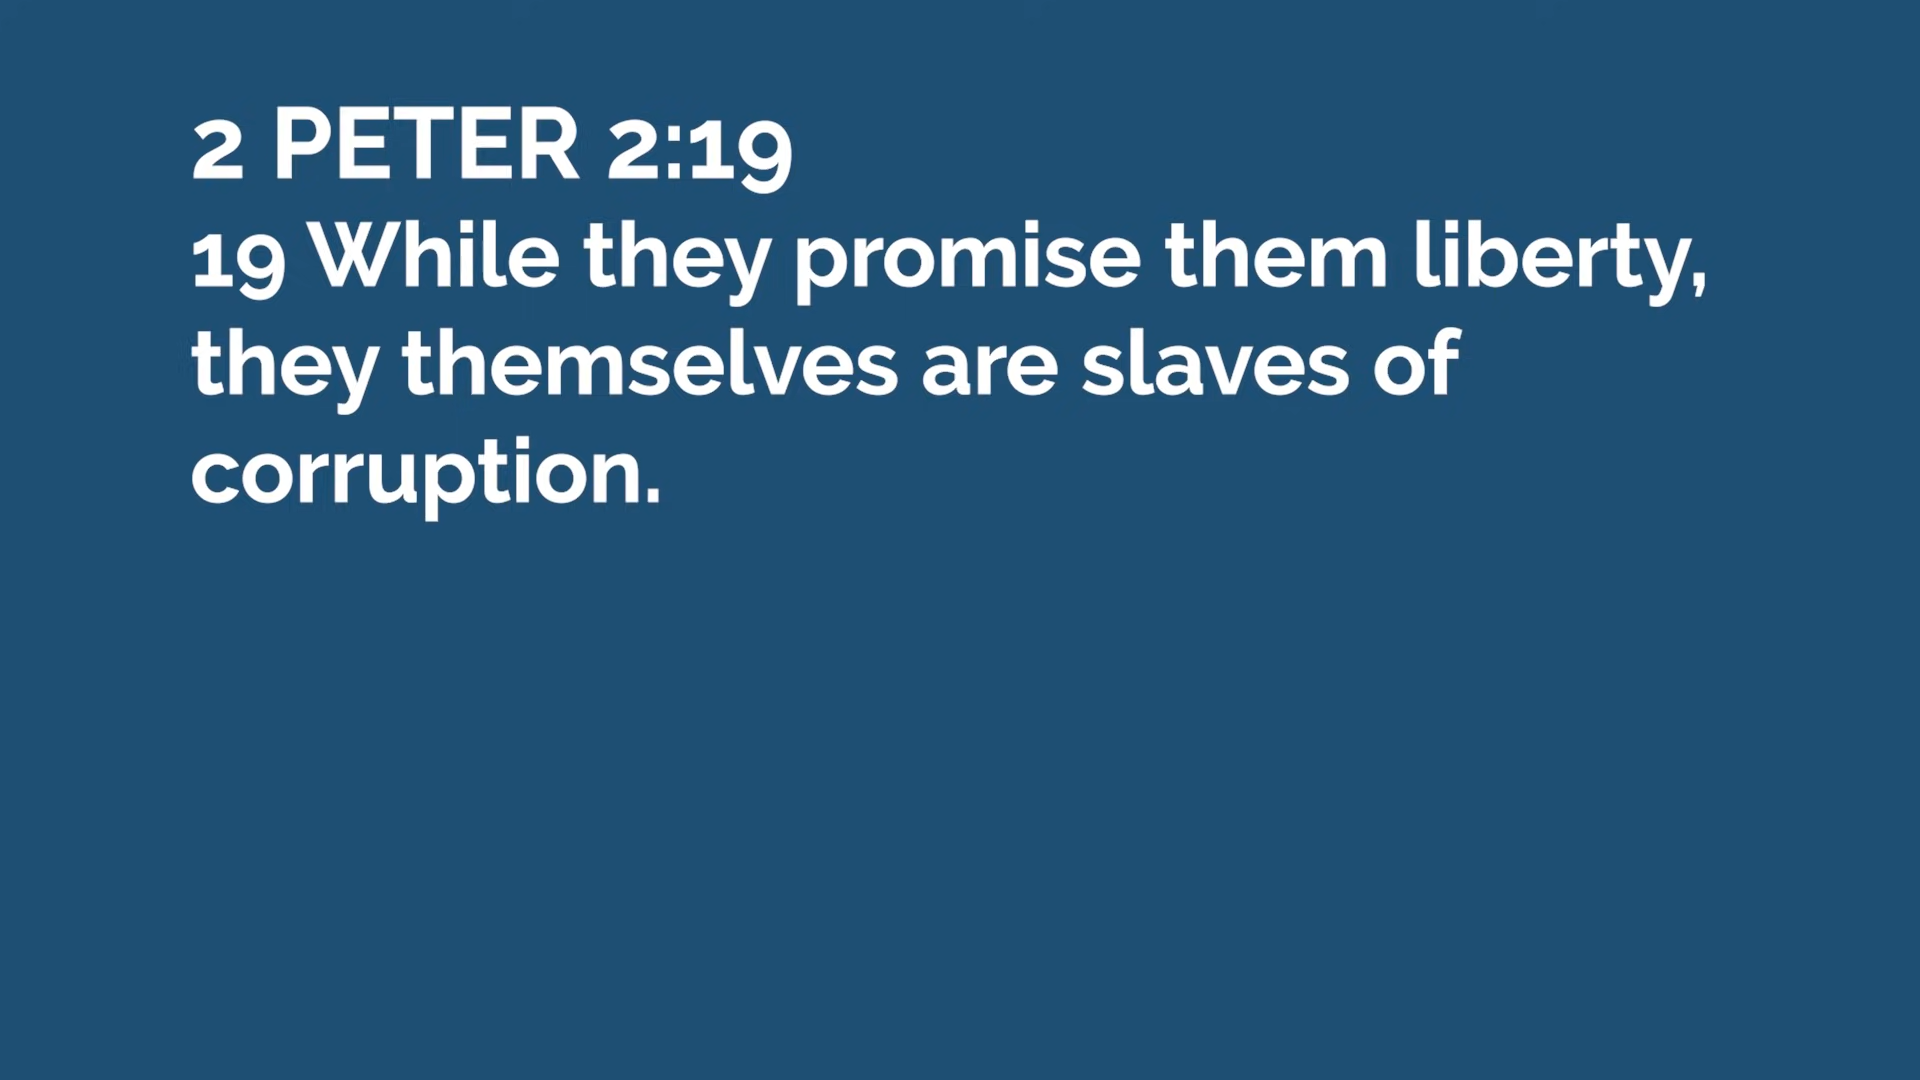 2 PETER 2:19
19 While they promise them liberty,
they themselves are slaves of
corruption.